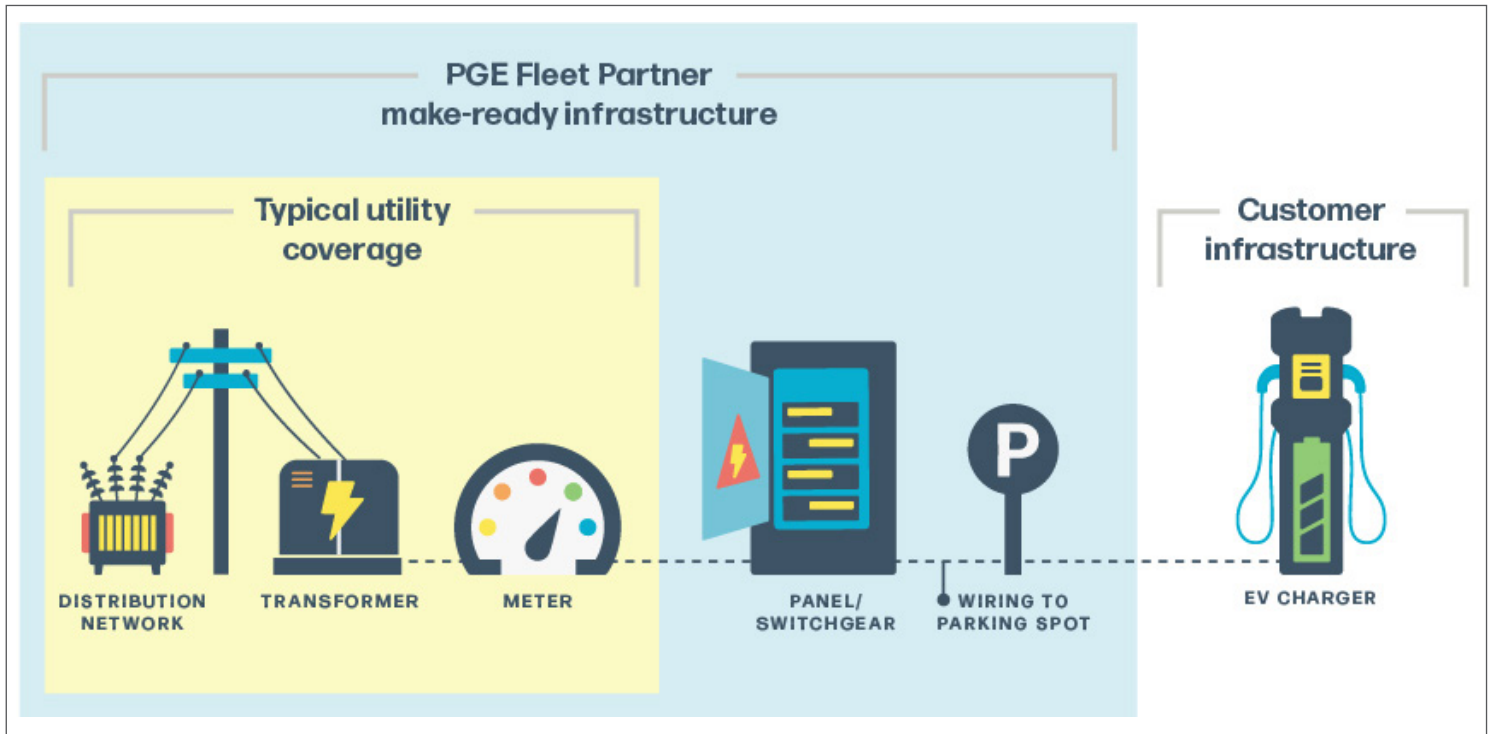 PGE Fleet Partner
make-ready infrastructure
Typical utility
coverage
Customer
infrastructure
P
DISTRIBUTION
NETWORK
TRANSFORMER
METER
PANEL/
SWITCHGEAR
WIRING TO
PARKING SPOT
EV CHARGER